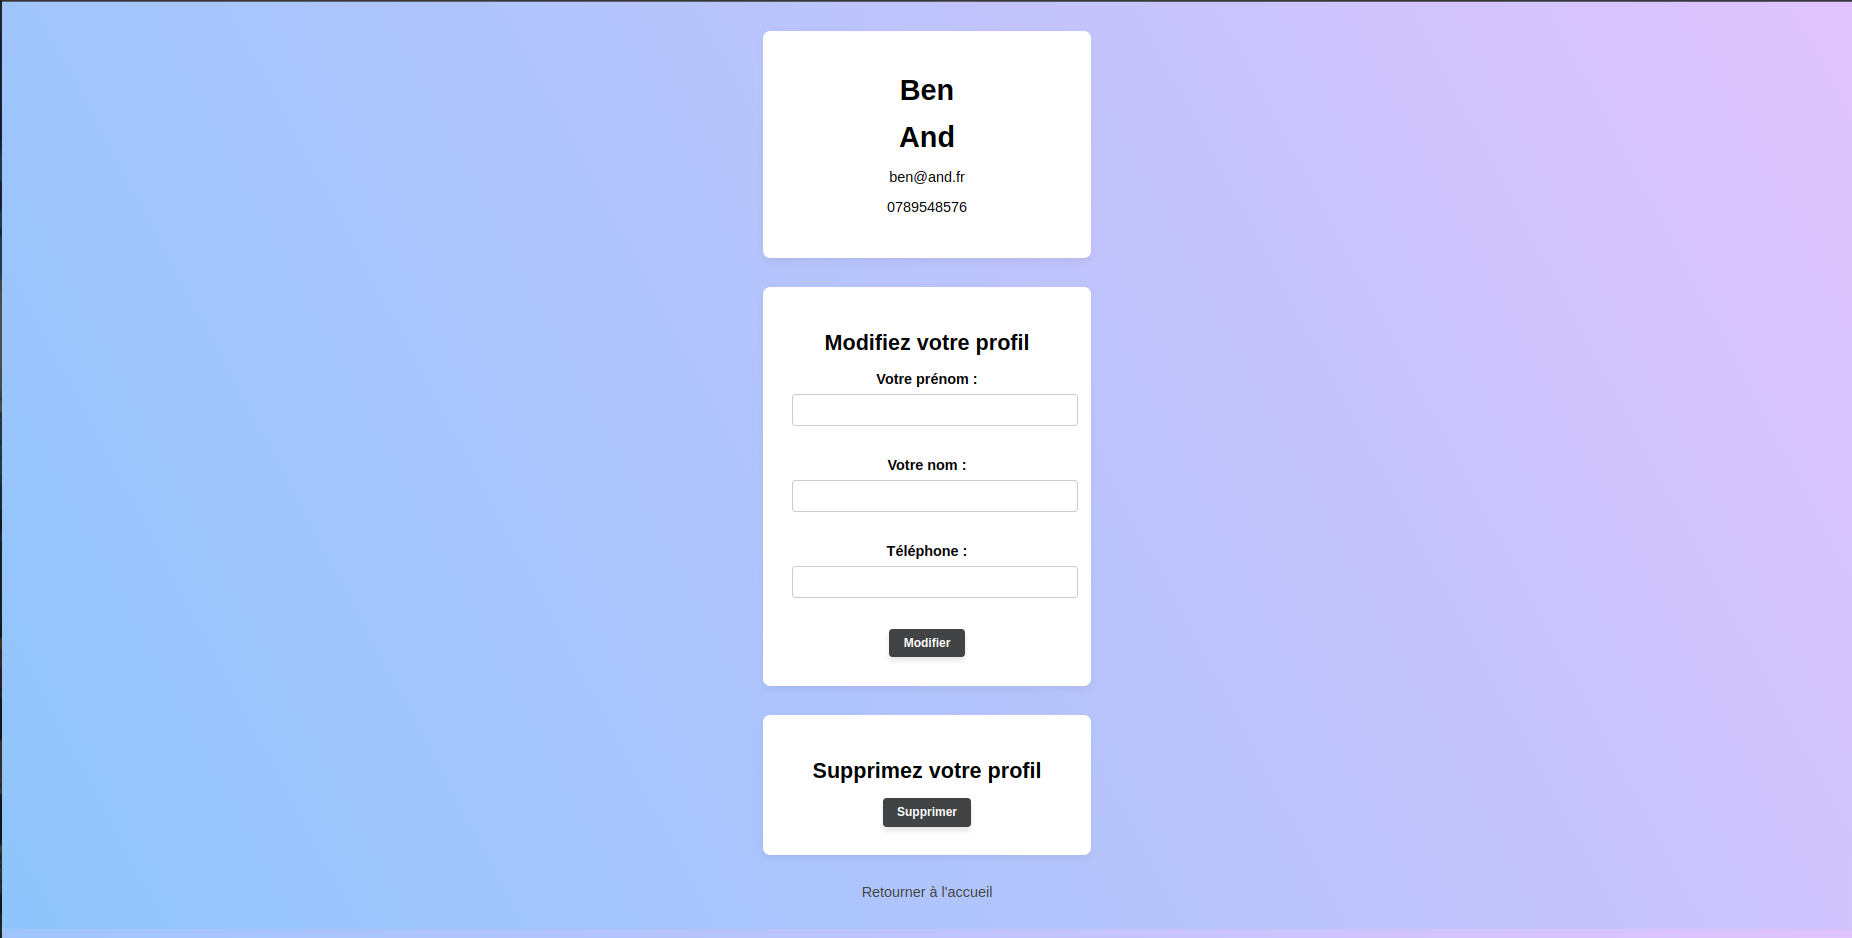 Ben
And
ben@and.fr
0789548576
Modifiez votre profil
Votre prénom :
Votre nom :
Téléphone :
Modifier
Supprimez votre profil
Supprimer
Retourner à l'accueil